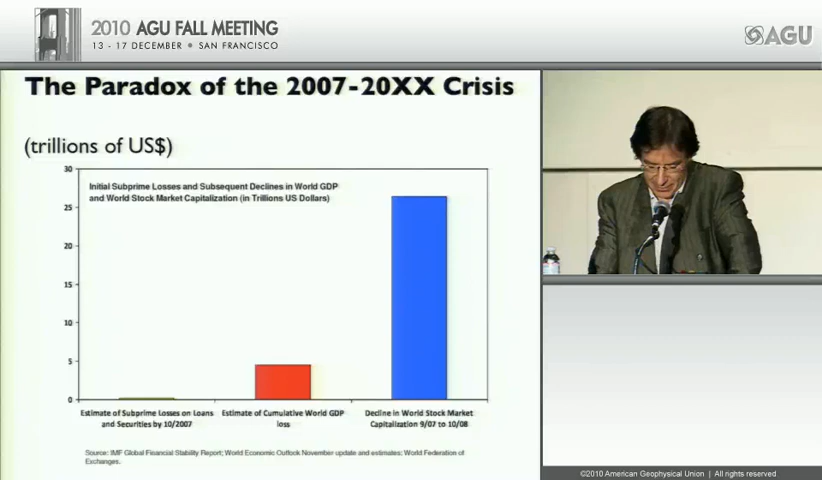 2010 AGU FALL MEETING
13 - 17 DECEMBER • SAN FRANCISCO
AGU
The Paradox of the 2007-20XX Crisis
(trillions of US$)
Initial Subprime Losses and Subsequent Declines in World GDP
and World Stock Market Capitalization (in Trillions US Dollars)
30
25
20
15
10
5
0
Estimate of Subprime Losses on Loans
and Securities by 10/2007
Estimate of Cumulative World GDP
loss
Decline in World Stock Market
Capitalization 9/07 to 10/08
Source: IMF Global Financial Stability Report; World Economic Outlook November update and estimates; World Federation of
Exchanges.
©2010 American Geophysical Union | All rights reserved